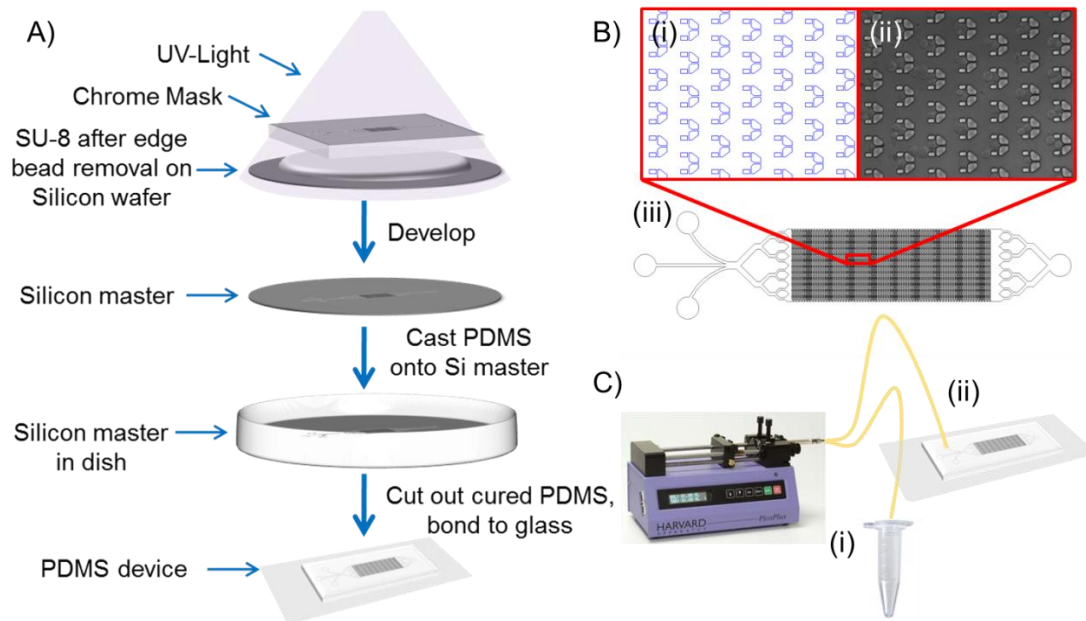 A)
UV-Light
Chrome Mask
SU-8 after edge
bead removal on
Silicon wafer
Develop
Silicon master
Cast PDMS
onto Si master
Silicon master
in dish
Cut out cured PDMS,
bond to glass
PDMS device
B)
(i)
(ii)
(iii)
C)
(ii)
HARVARD
(i)